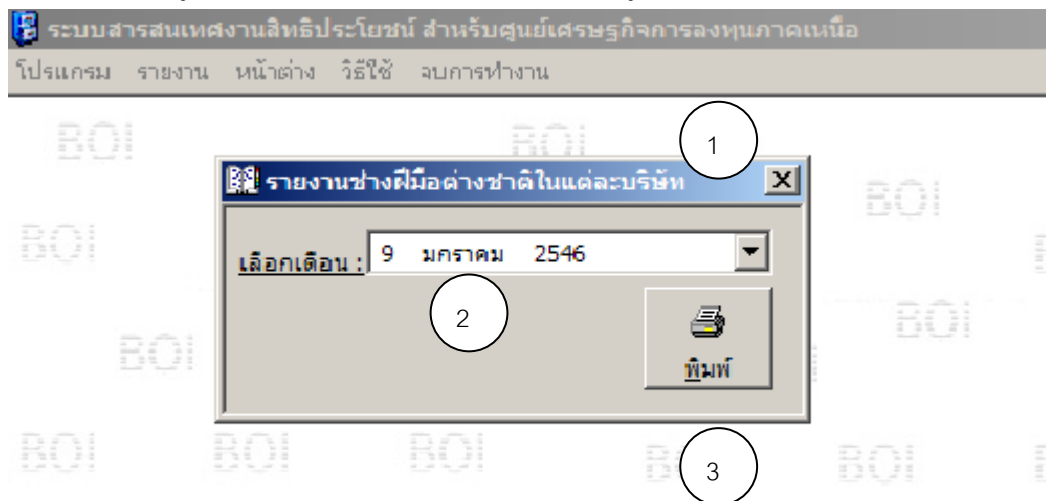 ระบบสารสนเทศงานสิทธิประโยชน์ สำหรับศูนย์เศรษฐกิจการลงทุนภาคเหนือ
โปรแกรม รายงาน หน้าต่าง วิธีใช้ จบการทำงาน
BOI BOI
1
รายงานช่างฝีมือต่างชาติในแต่ละบริษัท
BOI
BOI
เลือกเดือน : 9 มกราคม 2546
2
BOI BOI
พิมพ์
BOI BOI BOI BOI
3